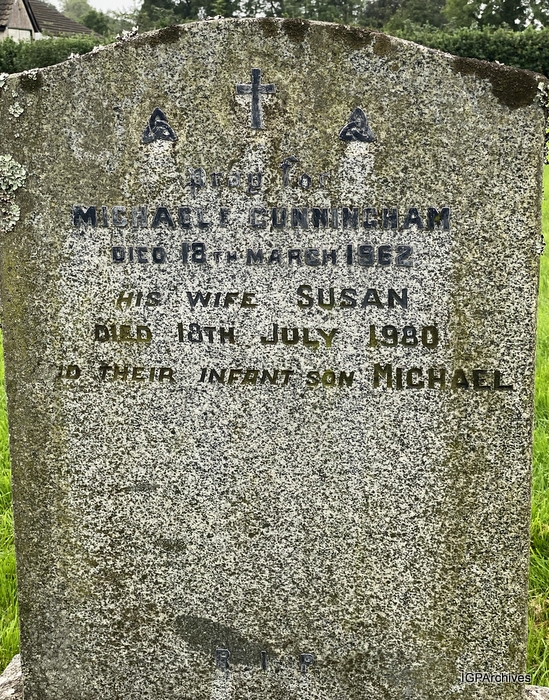 Pray for
MICHAEL F CUNNINGHAM
DIED 18TH MARCH 1962
HIS WIFE SUSAN
DIED 18TH JULY 1980
AND THEIR INFANT SON MICHAEL
R I P
IGPArchives